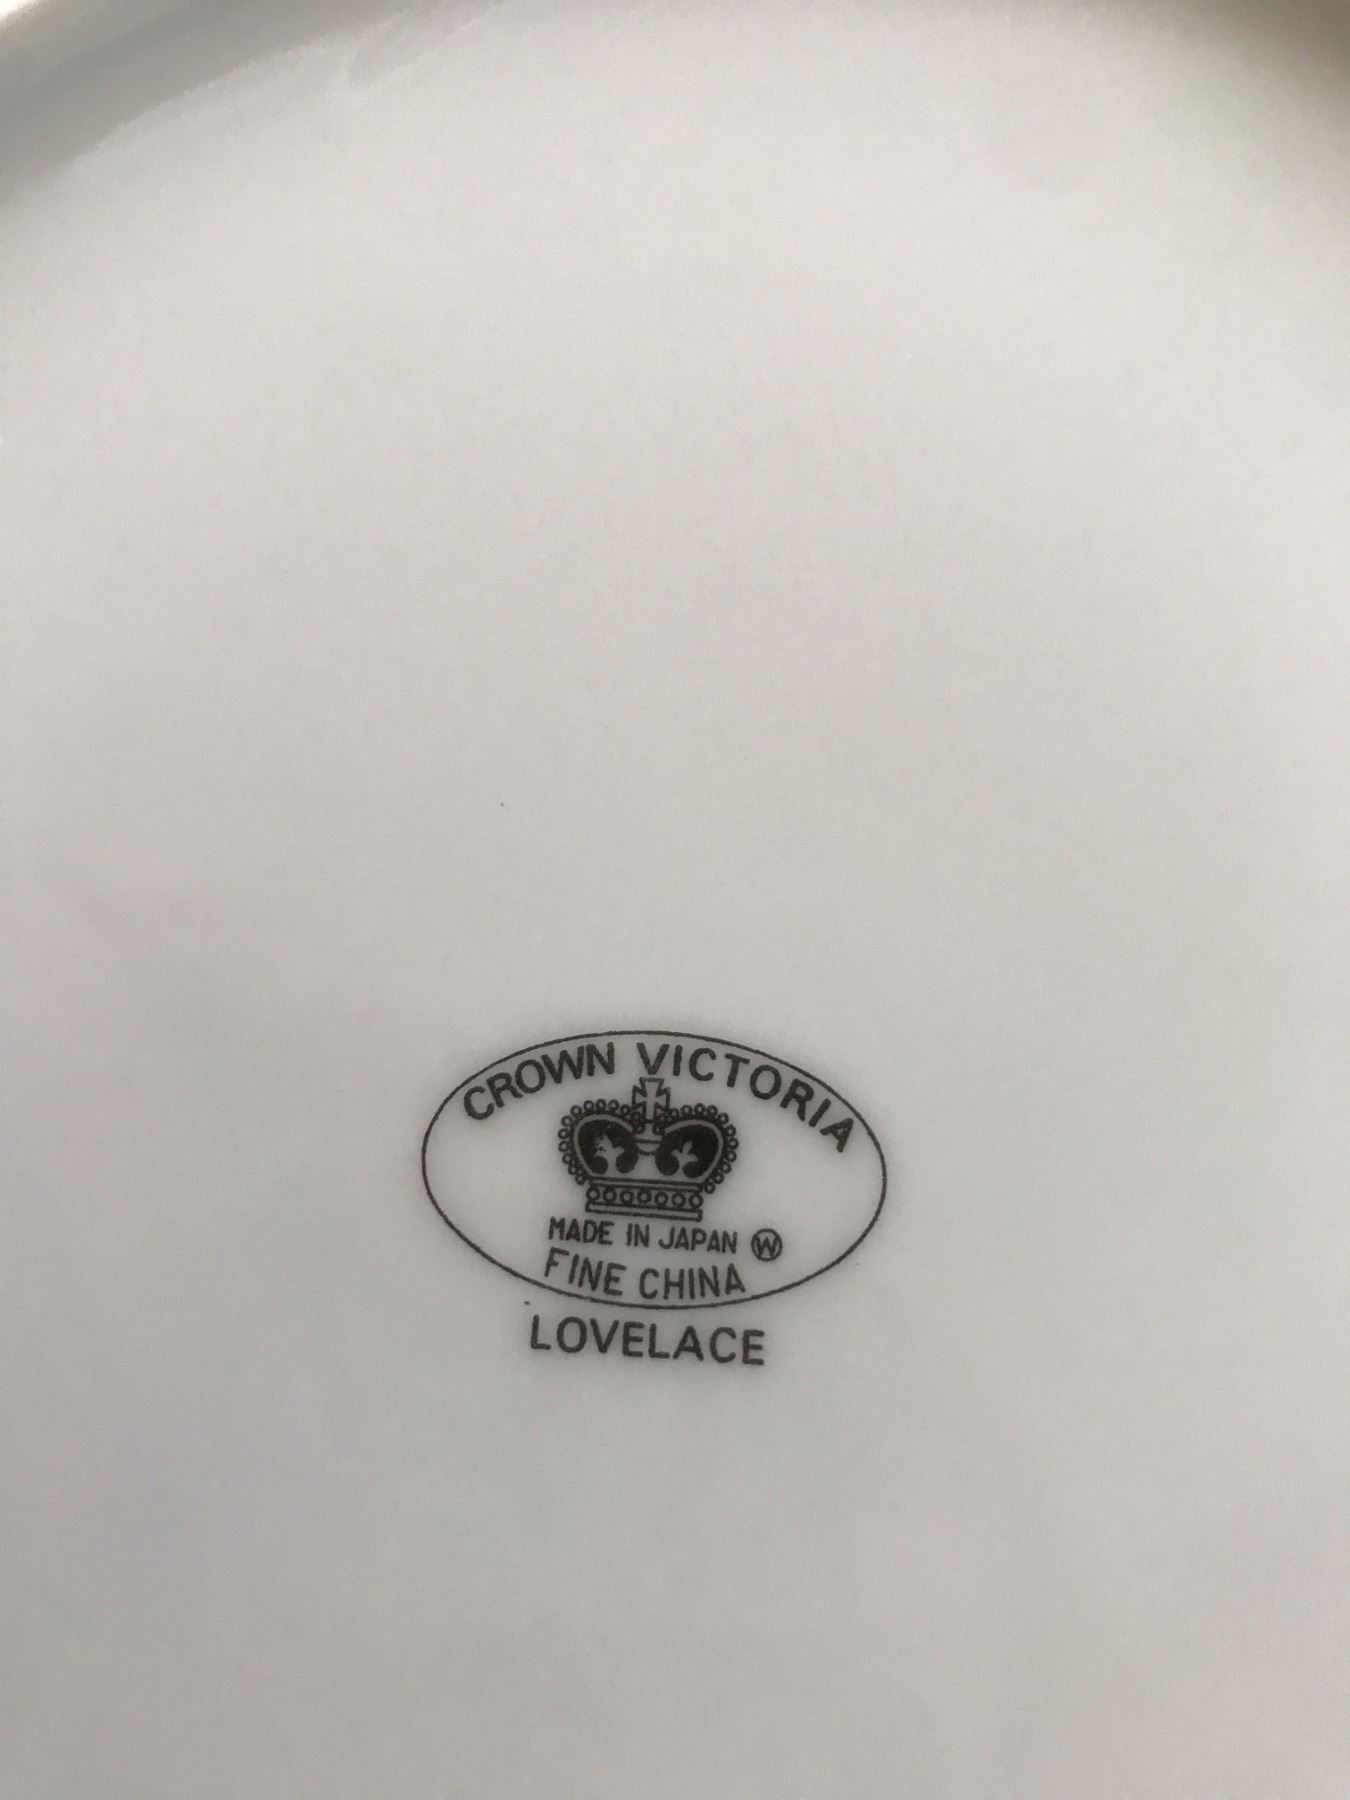 CROWN VICTORIA
MADE IN JAPAN Ⓦ
FINE CHINA
LOVELACE